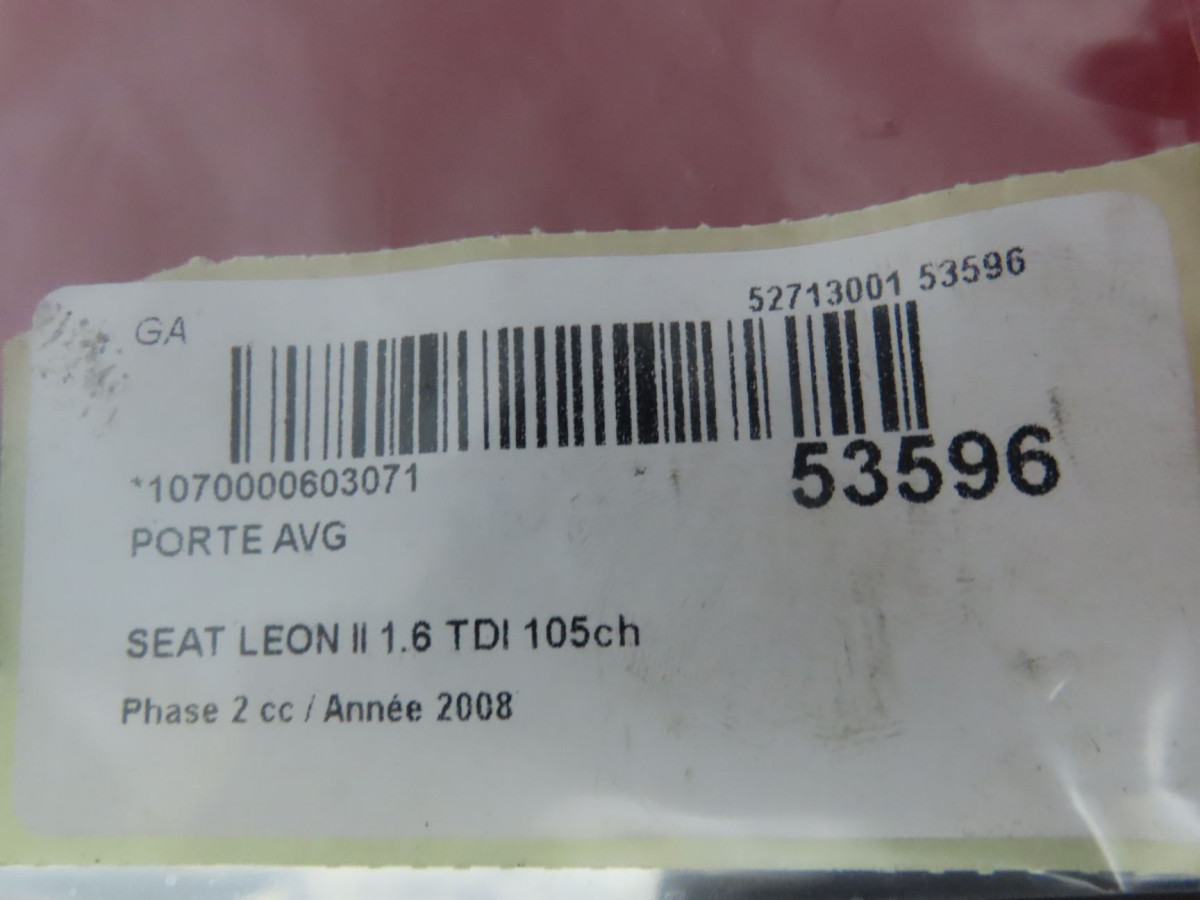 GA
52713001 53596
53596
*1070000603071
PORTE AVG
SEAT LEON II 1.6 TDI 105ch
Phase 2 cc / Année 2008